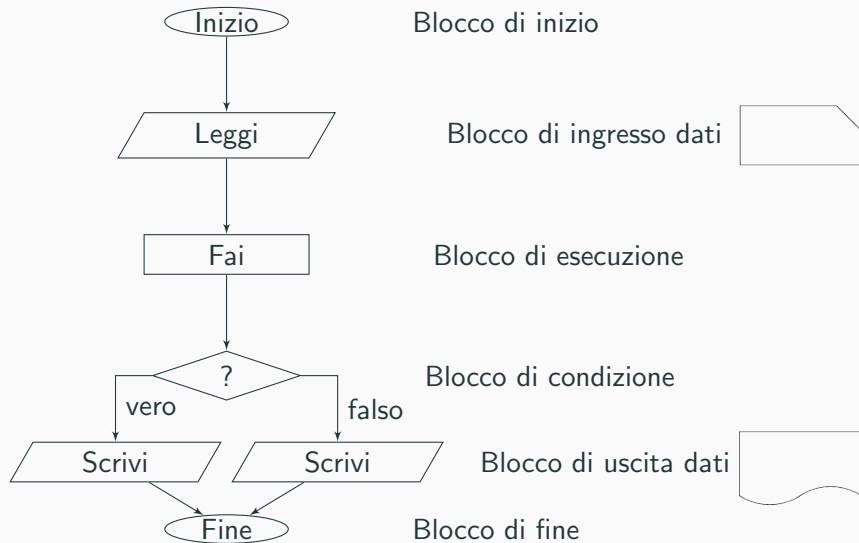 Inizio Blocco di inizio
Leggi Blocco di ingresso dati
Fai Blocco di esecuzione
? Blocco di condizione
vero falso
Scrivi Scrivi Blocco di uscita dati
Fine Blocco di fine